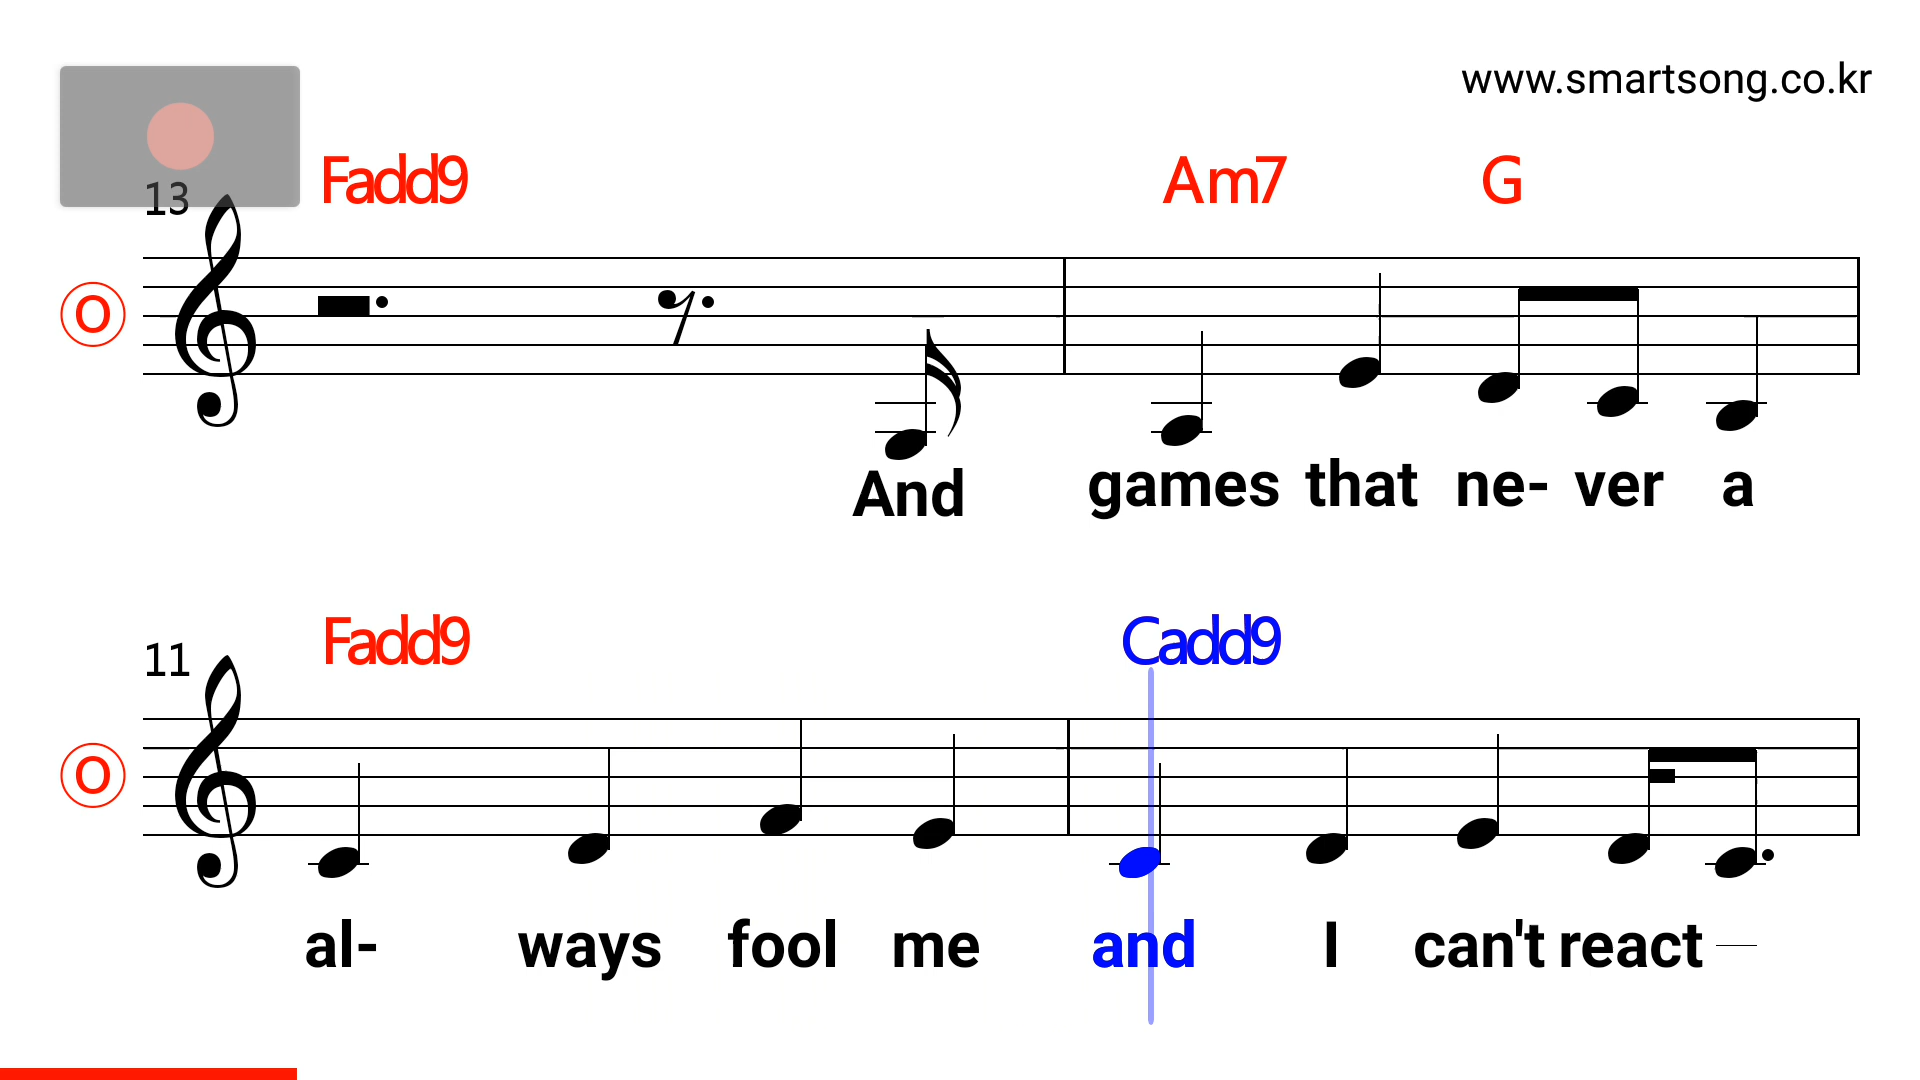 www.smartsong.co.kr
13 Fadd9 Am7 G
O
And games that ne- ver a
11 Fadd9 Cadd9
O
al- ways fool me and I can't react